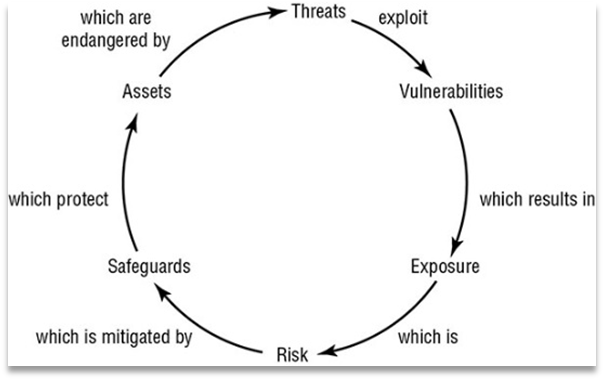 Threats
exploit
Vulnerabilities
which results in
Exposure
which is
Risk
which is mitigated by
Safeguards
which protect
Assets
which are
endangered by